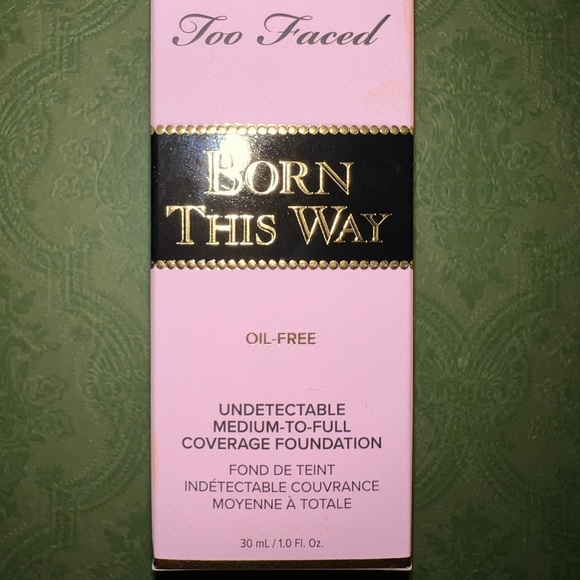 Too Faced
BORN
THIS WAY
OIL-FREE
UNDETECTABLE
MEDIUM-TO-FULL
COVERAGE FOUNDATION
FOND DE TEINT
INDÉTECTABLE COUVRANCE
MOYENNE À TOTALE
30 mL / 1.0 Fl. Oz.